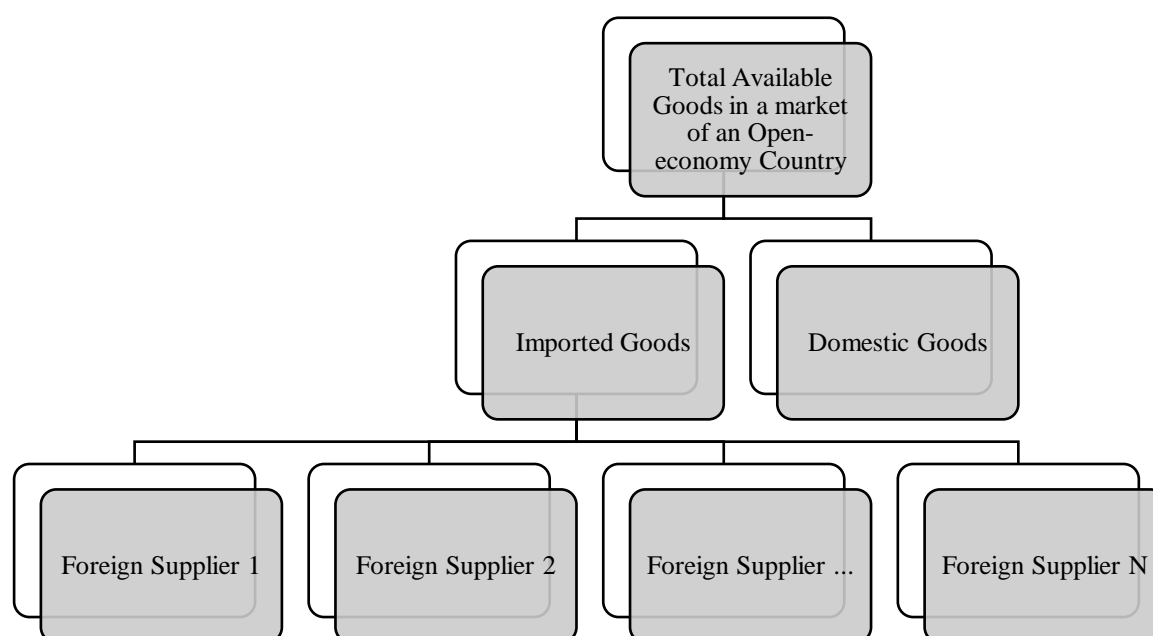 Total Available
Goods in a market
of an Open-
economy Country
Imported Goods
Domestic Goods
Foreign Supplier 1
Foreign Supplier 2
Foreign Supplier ...
Foreign Supplier N